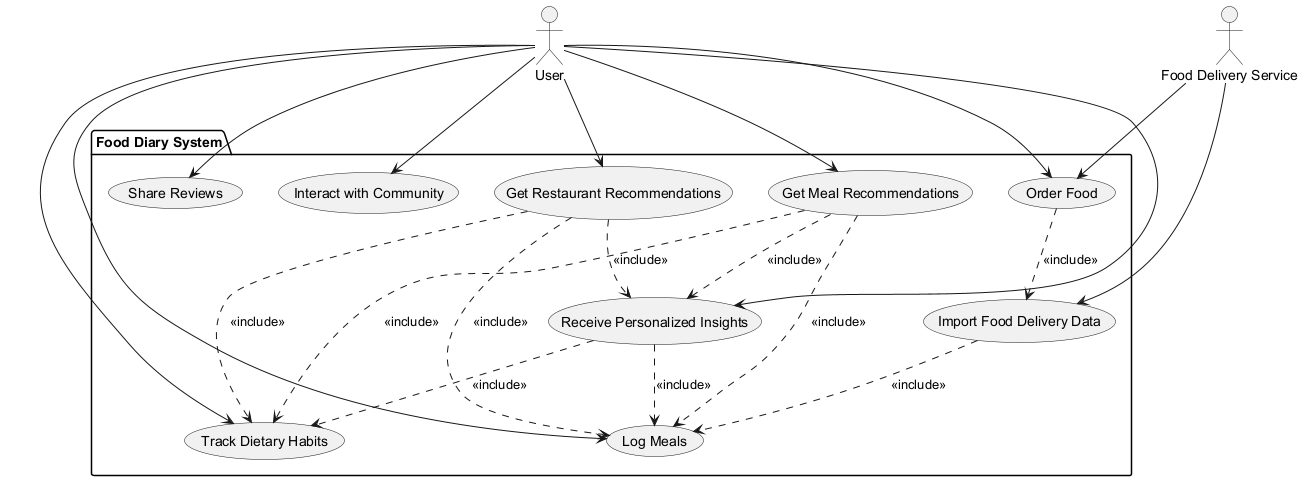 User
Food Delivery Service
Food Diary System
Share Reviews
Interact with Community
Get Restaurant Recommendations
Get Meal Recommendations
Order Food
«include»
«include»
«include»
Receive Personalized Insights
Import Food Delivery Data
«include»
«include»
«include»
«include»
«include»
«include»
«include»
Track Dietary Habits
Log Meals